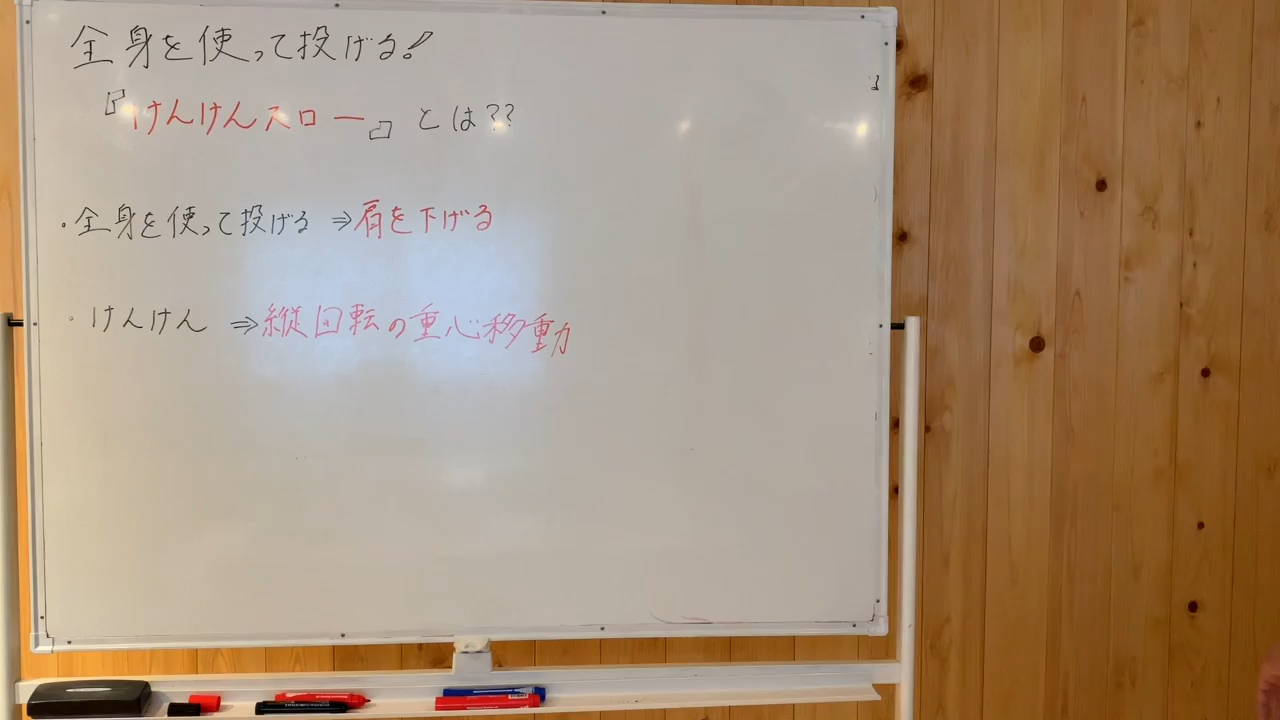 全身を使って投げる!
『けんけんスロー』とは??
・全身を使って投げる ⇒肩を下げる
・けんけん ⇒縦回転の重心移動